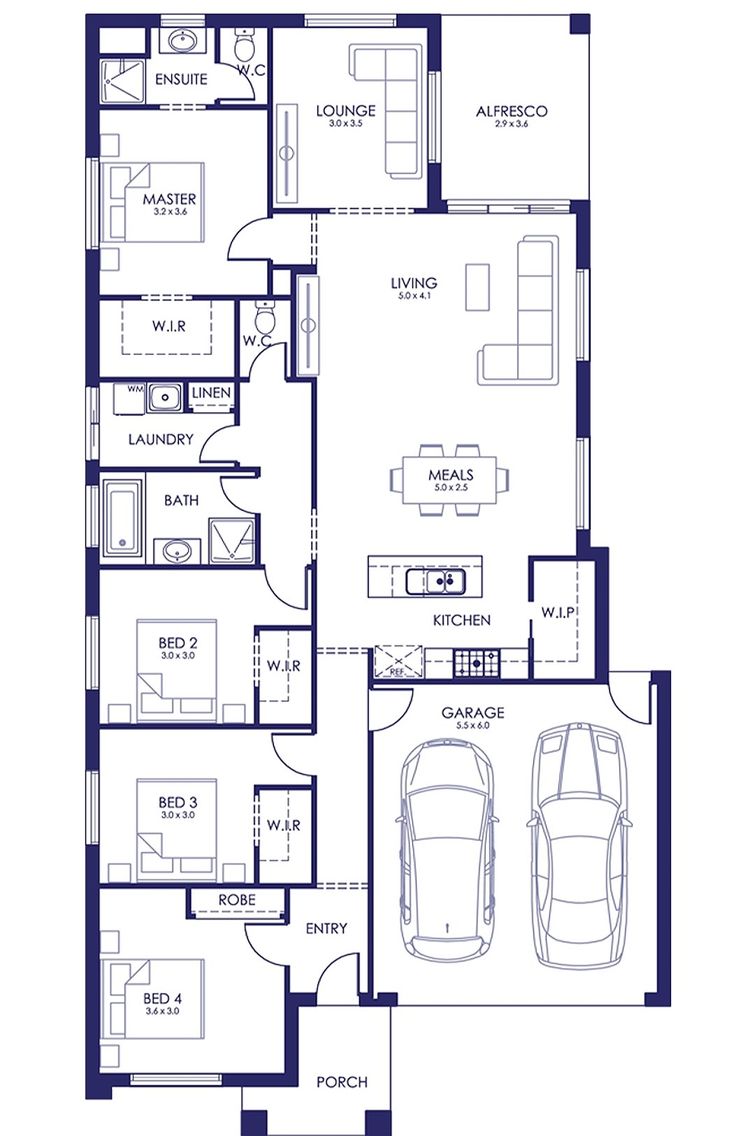 W.C
ENSUITE
LOUNGE
3.0 x 3.5
ALFRESCO
2.9 x 3.6
MASTER
3.2 x 3.6
LIVING
5.0 x 4.1
W.I.R
W.C
WM
LINEN
LAUNDRY
MEALS
5.0 x 2.5
BATH
KITCHEN
W.I.P
BED 2
3.0 x 3.0
W.I.R
REF
GARAGE
5.5 x 6.0
BED 3
3.0 x 3.0
W.I.R
ROBE
ENTRY
BED 4
3.6 x 3.0
PORCH